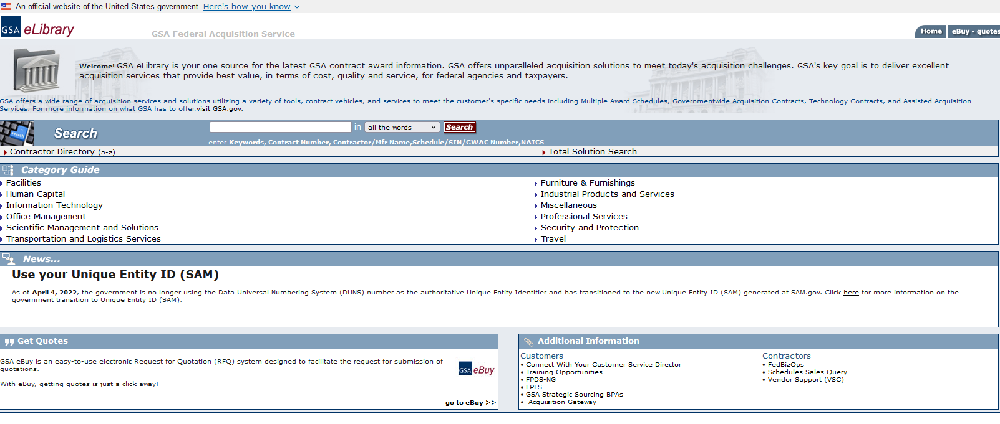 An official website of the United States government Here's how you know
GSA eLibrary
GSA Federal Acquisition Service
Home
eBuy - quotes
Welcome! GSA eLibrary is your one source for the latest GSA contract award information. GSA offers unparalleled acquisition solutions to meet today's acquisition challenges. GSA's key goal is to deliver excellent
acquisition services that provide best value, in terms of cost, quality and service, for federal agencies and taxpayers.
GSA offers a wide range of acquisition services and solutions utilizing a variety of tools, contract vehicles, and services to meet the customer's specific needs including Multiple Award Schedules, Governmentwide Acquisition Contracts, Technology Contracts, and Assisted Acquisition
Services. For more information on what GSA has to offer,visit GSA.gov.
search
Search
in all the words Search
enter Keywords, Contract Number, Contractor/Mfr Name,Schedule/SIN/GWAC Number,NAICS
Contractor Directory (a-z)
Total Solution Search
Category Guide
Facilities
Furniture & Furnishings
Human Capital
Industrial Products and Services
Information Technology
Miscellaneous
Office Management
Professional Services
Scientific Management and Solutions
Security and Protection
Transportation and Logistics Services
Travel
News...
Use your Unique Entity ID (SAM)
As of April 4, 2022, the government is no longer using the Data Universal Numbering System (DUNS) number as the authoritative Unique Entity Identifier and has transitioned to the new Unique Entity ID (SAM) generated at SAM.gov. Click here for more information on the
government transition to Unique Entity ID (SAM).
Get Quotes
GSA eBuy is an easy-to-use electronic Request for Quotation (RFQ) system designed to facilitate the request for submission of
quotations.
With eBuy, getting quotes is just a click away!
GSA eBuy
go to eBuy >>
Additional Information
Customers
• Connect With Your Customer Service Director
• Training Opportunities
• FPDS-NG
• EPLS
• GSA Strategic Sourcing BPAs
• Acquisition Gateway
Contractors
• FedBizOps
• Schedules Sales Query
• Vendor Support (VSC)